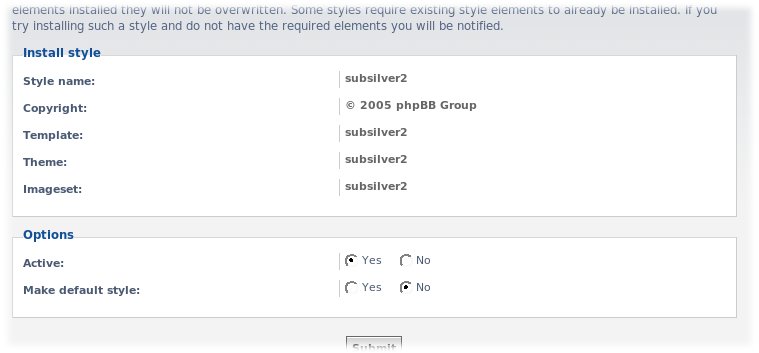 elements installed they will not be overwritten. Some styles require existing style elements to already be installed. If you
try installing such a style and do not have the required elements you will be notified.
Install style
Style name: subsilver2
Copyright: © 2005 phpBB Group
Template: subsilver2
Theme: subsilver2
Imageset: subsilver2
Options
Active: Yes No
Make default style: Yes No
Submit